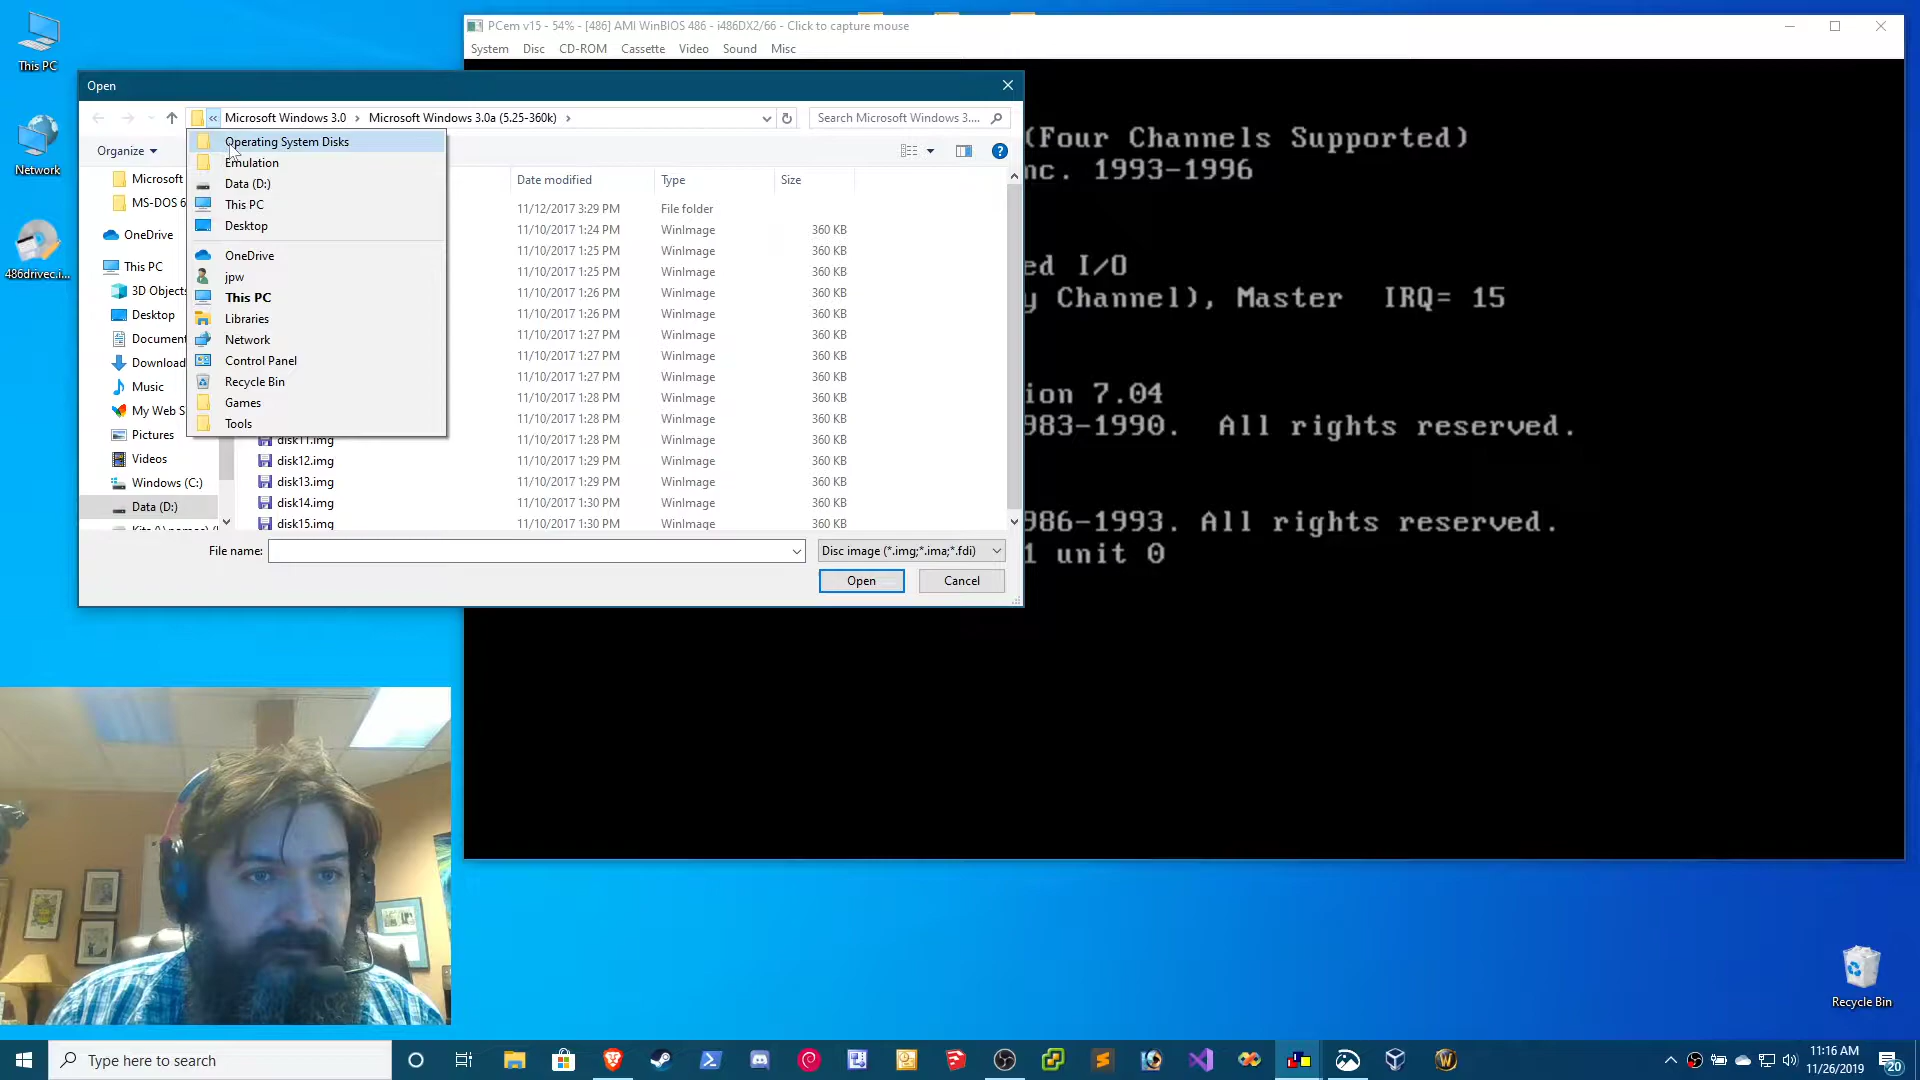 This PC
Network
486drivec.i...
PCem v15 - 54% - [486] AMI WinBIOS 486 - i486DX2/66 - Click to capture mouse
System Disc CD-ROM Cassette Video Sound Misc
Open
« Microsoft Windows 3.0 › Microsoft Windows 3.0a (5.25-360k) ›
Search Microsoft Windows 3....
Organize
Operating System Disks
Emulation
Data (D:)
This PC
Desktop
OneDrive
jpw
This PC
Libraries
Network
Control Panel
Recycle Bin
Games
Tools
Microsoft
MS-DOS 6
OneDrive
This PC
3D Objects
Desktop
Document
Download
Music
My Web S
Pictures
Videos
Windows (C:)
Data (D:)
Date modified Type Size
11/12/2017 3:29 PM File folder
11/10/2017 1:24 PM WinImage 360 KB
11/10/2017 1:25 PM WinImage 360 KB
11/10/2017 1:25 PM WinImage 360 KB
11/10/2017 1:26 PM WinImage 360 KB
11/10/2017 1:26 PM WinImage 360 KB
11/10/2017 1:27 PM WinImage 360 KB
11/10/2017 1:27 PM WinImage 360 KB
11/10/2017 1:27 PM WinImage 360 KB
11/10/2017 1:28 PM WinImage 360 KB
11/10/2017 1:28 PM WinImage 360 KB
disk11.img 11/10/2017 1:28 PM WinImage 360 KB
disk12.img 11/10/2017 1:29 PM WinImage 360 KB
disk13.img 11/10/2017 1:29 PM WinImage 360 KB
disk14.img 11/10/2017 1:30 PM WinImage 360 KB
disk15.img 11/10/2017 1:30 PM WinImage 360 KB
File name:
Disc image (*.img;*.ima;*.fdi)
Open Cancel
(Four Channels Supported)
nc. 1993-1996
ed I/O
y Channel), Master IRQ= 15
ion 7.04
983-1990. All rights reserved.
986-1993. All rights reserved.
1 unit 0
Recycle Bin
Type here to search
11:16 AM
11/26/2019
20